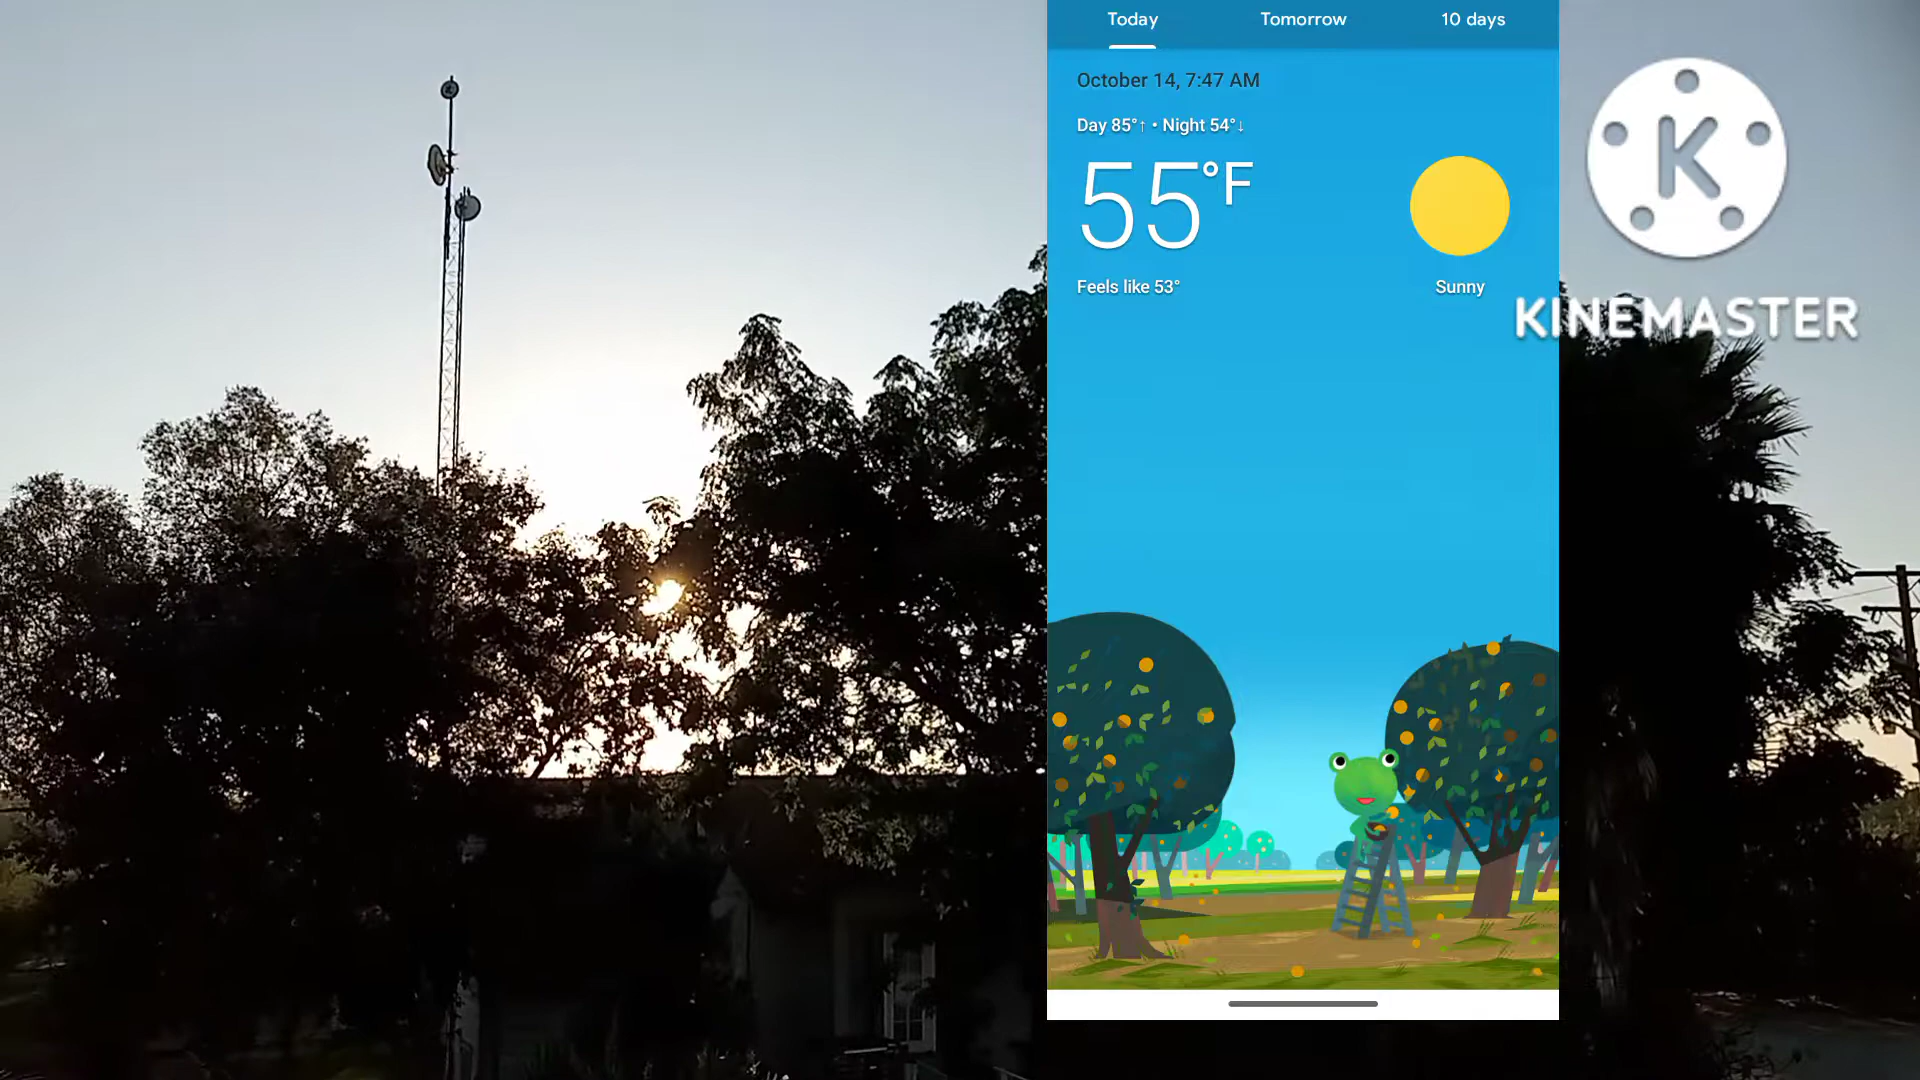 Today Tomorrow 10 days
October 14, 7:47 AM
Day 85°↑ • Night 54°↓
55°F
Feels like 53°
Sunny
K
KINEMASTER